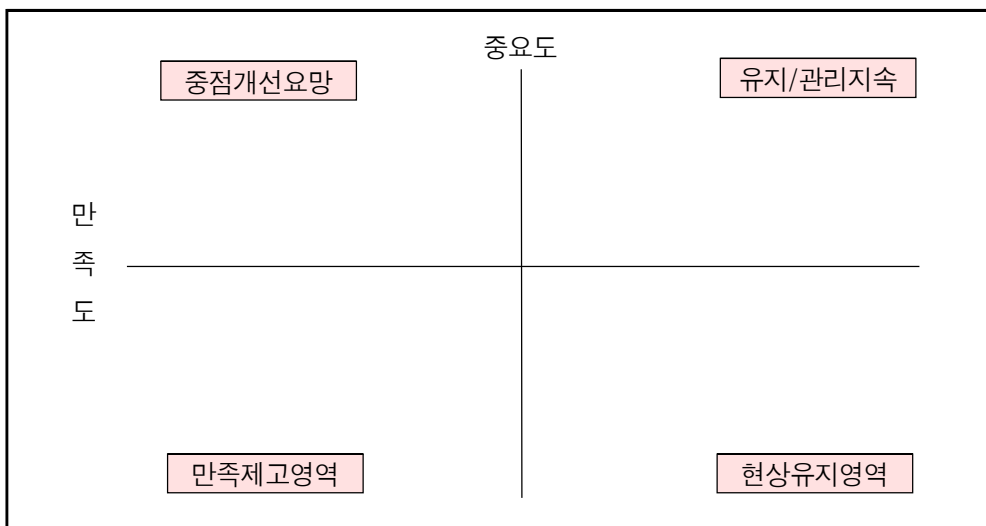 중요도
중점개선요망
유지/관리지속
만
족
도
만족제고영역
현상유지영역